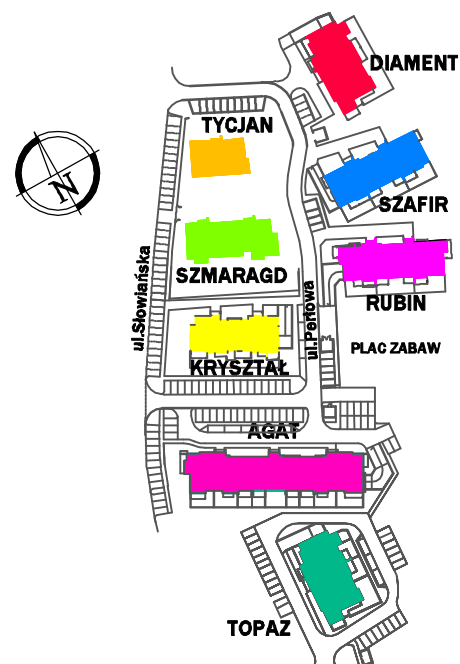 DIAMENT
TYCJAN
N
SZAFIR
ul.Słowiańska
SZMARAGD
ul.Perłowa
RUBIN
PLAC ZABAW
KRYSZTAŁ
AGAT
TOPAZ